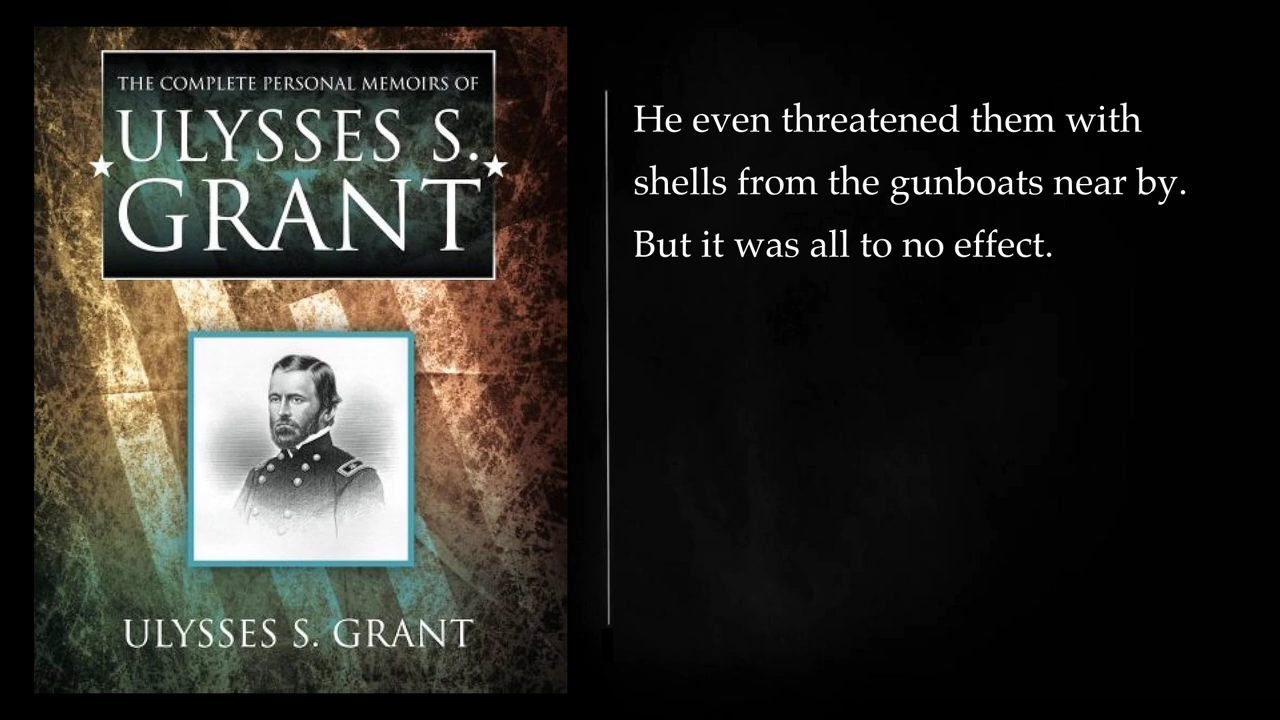 THE COMPLETE PERSONAL MEMOIRS OF
ULYSSES S.
GRANT
ULYSSES S. GRANT
He even threatened them with
shells from the gunboats near by.
But it was all to no effect.